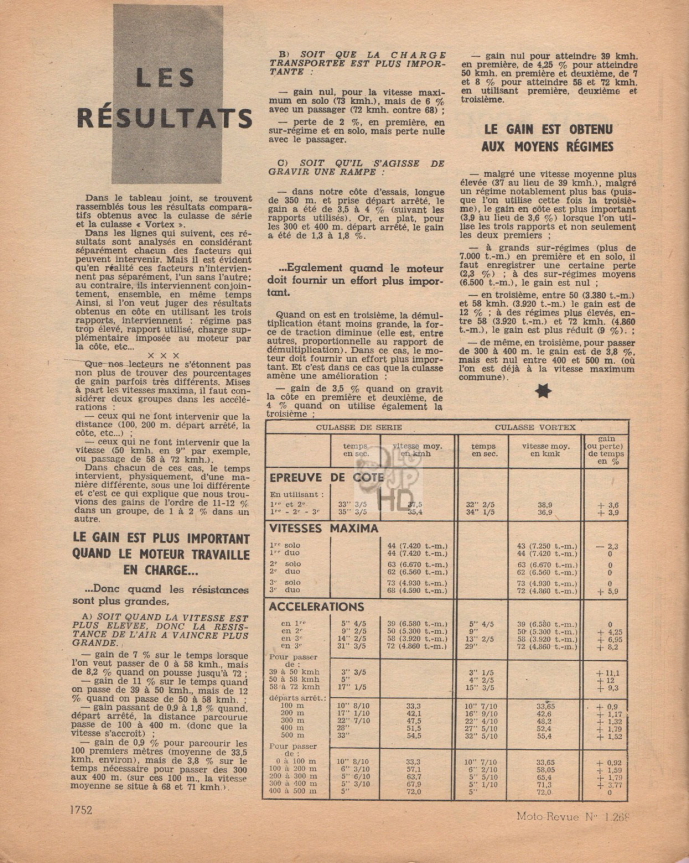 LES
RÉSULTATS
Dans le tableau joint, se trouvent
rassemblés tous les résultats compara-
tifs obtenus avec la culasse de série
et la culasse « Vortex ».
Dans les lignes qui suivent, ces ré-
sultats sont analysés en considérant
séparément chacun des facteurs qui
peuvent intervenir. Mais il est évident
qu'en réalité ces facteurs n'intervien-
nent pas séparément, l'un sans l'autre;
au contraire, ils interviennent conjoin-
tement, ensemble, en même temps
Ainsi, si l'on veut juger des résultats
obtenus en côte en utilisant les trois
rapports, interviennent : régime pas
trop élevé, rapport utilisé, charge sup-
plémentaire imposée au moteur par
la côte, etc...
× × ×
Que nos lecteurs ne s'étonnent pas
non plus de trouver des pourcentages
de gain parfois très différents. Mises
à part les vitesses maxima, il faut con-
sidérer deux groupes dans les accélé-
rations :
— ceux qui ne font intervenir que la
distance (100, 200 m. départ arrêté, la
côte, etc...) ;
— ceux qui ne font intervenir que la
vitesse (50 kmh. en 9" par exemple,
ou passage de 58 à 72 kmh.).
Dans chacun de ces cas, le temps
intervient, physiquement, d'une ma-
nière différente, sous une loi différente
et c'est ce qui explique que nous trou-
vions des gains de l'ordre de 11-12 %
dans un groupe, de 1 à 2 % dans un
autre.
LE GAIN EST PLUS IMPORTANT
QUAND LE MOTEUR TRAVAILLE
EN CHARGE...
...Donc quand les résistances
sont plus grandes.
A) SOIT QUAND LA VITESSE EST
PLUS ELEVEE, DONC LA RESIS-
TANCE DE L'AIR A VAINCRE PLUS
GRANDE.
— gain de 7 % sur le temps lorsque
l'on veut passer de 0 à 58 kmh., mais
de 8,2 % quand on pousse jusqu'à 72 ;
— gain de 11 % sur le temps quand
on passe de 39 à 50 kmh., mais de 12
% quand on passe de 50 à 58 kmh. ;
— gain passant de 0,9 à 1,8 % quand,
départ arrêté, la distance parcourue
passe de 100 à 400 m. (donc que la
vitesse s'accroît) ;
— gain de 0,9 % pour parcourir les
100 premiers mètres (moyenne de 33,5
kmh. environ), mais de 3,8 % sur le
temps nécessaire pour passer des 300
aux 400 m. (sur ces 100 m., la vitesse
moyenne se situe à 68 et 71 kmh.)
B) SOIT QUE LA CHARGE
TRANSPORTEE EST PLUS IMPOR-
TANTE :
— gain nul, pour la vitesse maxi-
mum en solo (73 kmh.), mais de 6 %
avec un passager (72 kmh. contre 68) ;
— perte de 2 %, en première, en
sur-régime et en solo, mais perte nulle
avec le passager.
C) SOIT QU'IL S'AGISSE DE
GRAVIR UNE RAMPE :
— dans notre côte d'essais, longue
de 350 m. et prise départ arrêté, le
gain a été de 3,5 à 4 % (suivant les
rapports utilisés). Or, en plat, pour
les 300 et 400 m. départ arrêté, le gain
a été de 1,3 à 1,8 %.
...Egalement quand le moteur
doit fournir un effort plus impor-
tant.
Quand on est en troisième, la démul-
tiplication étant moins grande, la for-
ce de traction diminue (elle est, entre
autres, proportionnelle au rapport de
démultiplication). Dans ce cas, le mo-
teur doit fournir un effort plus impor-
tant. Et c'est dans ce cas que la culasse
amène une amélioration :
— gain de 3,5 % quand on gravit
la côte en première et deuxième, de
4 % quand on utilise également la
troisième ;
— gain nul pour atteindre 39 kmh.
en première, de 4,25 % pour atteindre
50 kmh. en première et deuxième, de 7
et 8 % pour atteindre 58 et 72 kmh.
en utilisant première, deuxième et
troisième.
LE GAIN EST OBTENU
AUX MOYENS RÉGIMES
— malgré une vitesse moyenne plus
élevée (37 au lieu de 39 kmh.), malgré
un régime notablement plus bas (puis-
que l'on utilise cette fois la troisiè-
me), le gain en côte est plus important
(3,9 au lieu de 3,6 %) lorsque l'on uti-
lise les trois rapports et non seulement
les deux premiers ;
— à grands sur-régimes (plus de
7.000 t.-m.) en première et en solo, il
faut enregistrer une certaine perte
(2,3 %) ; à des sur-régimes moyens
(6.500 t.-m.), le gain est nul ;
— en troisième, entre 50 (3.380 t.-m.)
et 58 kmh. (3.920 t.-m.) le gain est de
12 % ; à des régimes plus élevés, en-
tre 58 (3.920 t.-m.) et 72 kmh. (4.860
t.-m.), le gain est plus réduit (9 %) ;
— de même, en troisième, pour passer
de 300 à 400 m. le gain est de 3,8 %,
mais est nul entre 400 et 500 m. (où
l'on est déjà à la vitesse maximum
commune).
CULASSE DE SERIE CULASSE VORTEX
temps en sec. vitesse moy. en kmh temps en sec. vitesse moy. en kmh gain (ou perte) de temps en %
EPREUVE DE COTE
En utilisant :
1re et 2e 33" 3/5 37,5 32" 2/5 38,9 + 3,6
1re - 2e - 3e 35" 3/5 35,4 34" 1/5 36,9 + 3,9
VITESSES MAXIMA
1re solo 44 (7.420 t.-m.) 43 (7.250 t.-m.) — 2,3
1re duo 44 (7.420 t.-m.) 44 (7.420 t.-m.) 0
2e solo 63 (6.670 t.-m.) 63 (6.670 t.-m.) 0
2e duo 62 (6.560 t.-m.) 62 (6.560 t.-m.) 0
3e solo 73 (4.930 t.-m.) 73 (4.930 t.-m.) 0
3e duo 68 (4.590 t.-m.) 72 (4.860 t.-m.) + 5,9
ACCELERATIONS
en 1re 5" 4/5 39 (6.580 t.-m.) 5" 4/5 39 (6.580 t.-m.) 0
en 2e 9" 2/5 50 (5.300 t.-m.) 9" 50 (5.300 t.-m.) + 4,25
en 3e 14" 2/5 58 (3.920 t.-m.) 13" 2/5 58 (3.920 t.-m.) + 6,95
en 3e 31" 3/5 72 (4.860 t.-m.) 29" 72 (4.860 t.-m.) + 8,2
Pour passer
de :
39 à 50 kmh 3" 3/5 3" 1/5 + 11,1
50 à 58 kmh 5" 4" 2/5 + 12
58 à 72 kmh 17" 1/5 15" 3/5 + 9,3
départs arrêt.:
100 m 10" 8/10 33,3 10" 7/10 33,65 + 0,9
200 m 17" 1/10 42,1 16" 9/10 42,6 + 1,17
300 m 22" 7/10 47,5 22" 4/10 48,2 + 1,32
400 m 28" 51,5 27" 5/10 52,4 + 1,79
500 m 33" 54,5 32" 5/10 55,4 + 1,52
Pour passer
de :
0 à 100 m 10" 8/10 33,3 10" 7/10 33,65 + 0,92
100 à 200 m 6" 3/10 57,1 6" 2/10 58,05 + 1,59
200 à 300 m 5" 6/10 63,7 5" 5/10 65,4 + 1,79
300 à 400 m 5" 3/10 67,9 5" 1/10 71,3 + 3,77
400 à 500 m 5" 72,0 5" 72,0 0
1752
Moto Revue N° 1.268